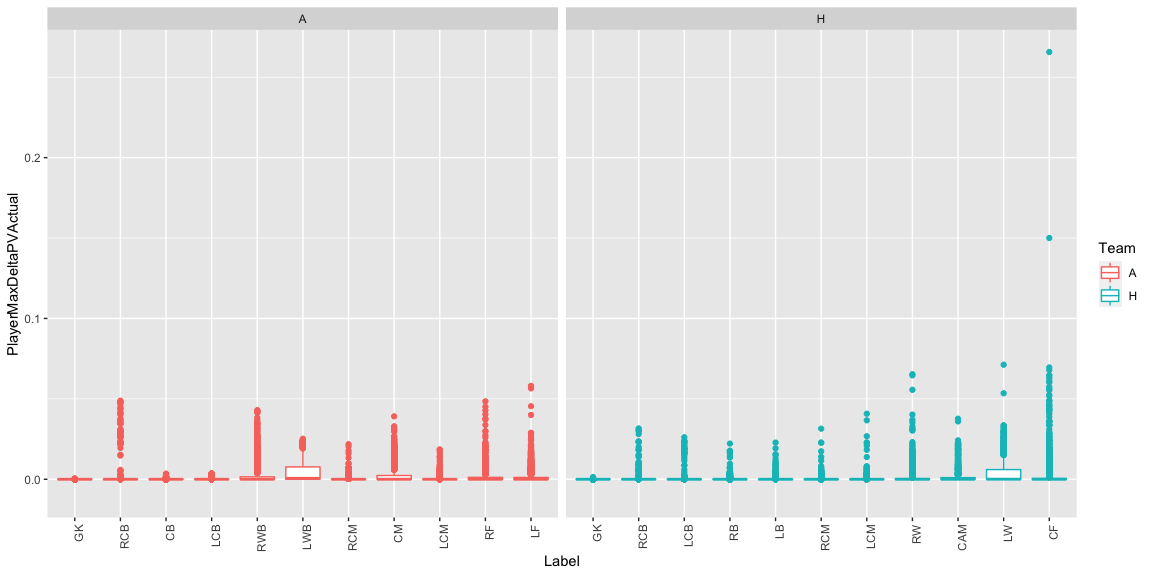 A
H
PlayerMaxDeltaPVActual
0.2
0.1
0.0
GK
RCB
CB
LCB
RWB
LWB
RCM
CM
LCM
RF
LF
GK
RCB
LCB
RB
LB
RCM
LCM
RW
CAM
LW
CF
Label
Team
A
H